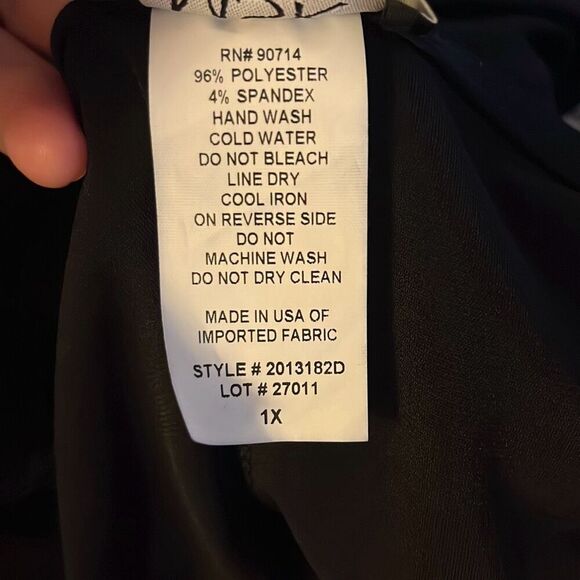 RN# 90714
96% POLYESTER
4% SPANDEX
HAND WASH
COLD WATER
DO NOT BLEACH
LINE DRY
COOL IRON
ON REVERSE SIDE
DO NOT
MACHINE WASH
DO NOT DRY CLEAN
MADE IN USA OF
IMPORTED FABRIC
STYLE # 2013182D
LOT # 27011
1X